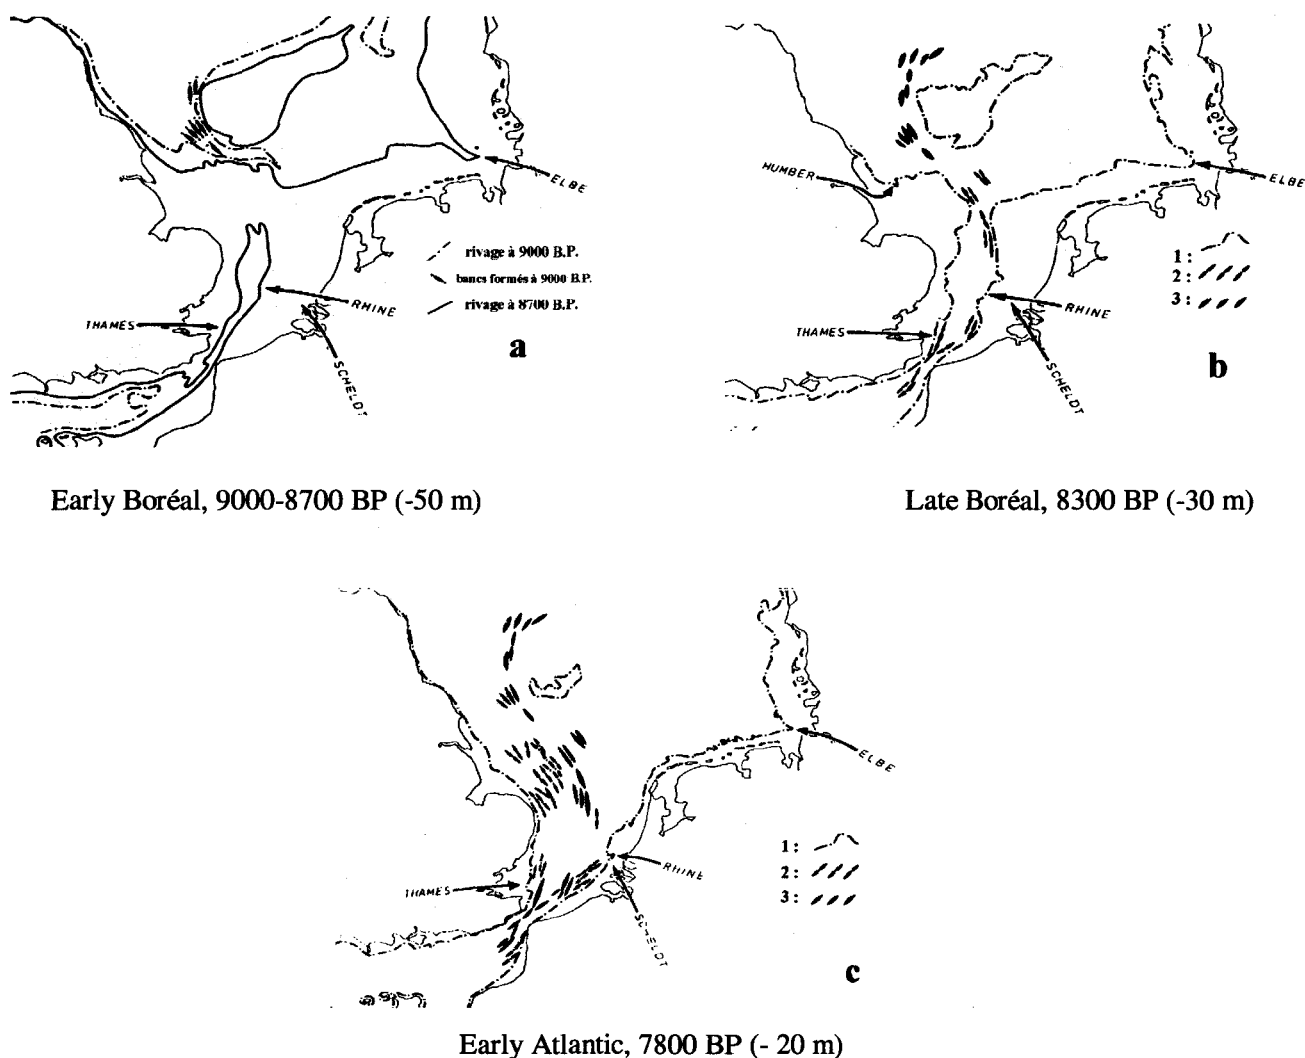 ELBE
rivage à 9000 B.P.
bancs formés à 9000 B.P.
rivage à 8700 B.P.
RHINE
THAMES
SCHELDT
a
Early Boréal, 9000-8700 BP (-50 m)
HUMBER
ELBE
1:
2:
3:
RHINE
THAMES
SCHELDT
b
Late Boréal, 8300 BP (-30 m)
ELBE
1:
2:
3:
RHINE
THAMES
SCHELDT
c
Early Atlantic, 7800 BP (- 20 m)